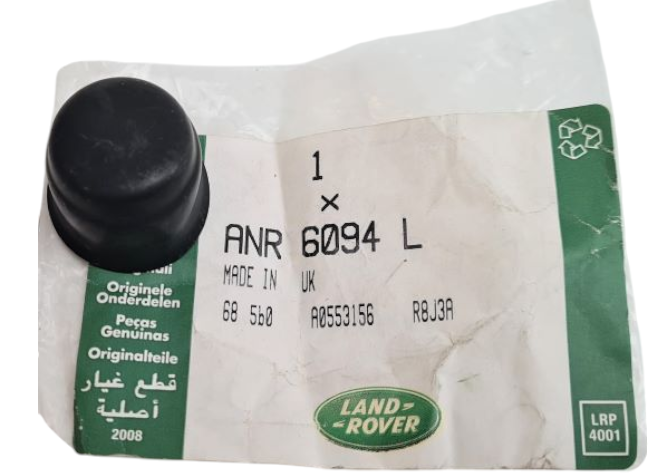 1
×
ANR 6094 L
MADE IN UK
68 560 A0553156 R8J3A
Originele
Onderdelen
Peças
Genuinas
Originalteile
قطع غيار
أصلية
2008
LAND-
-ROVER
LRP
4001